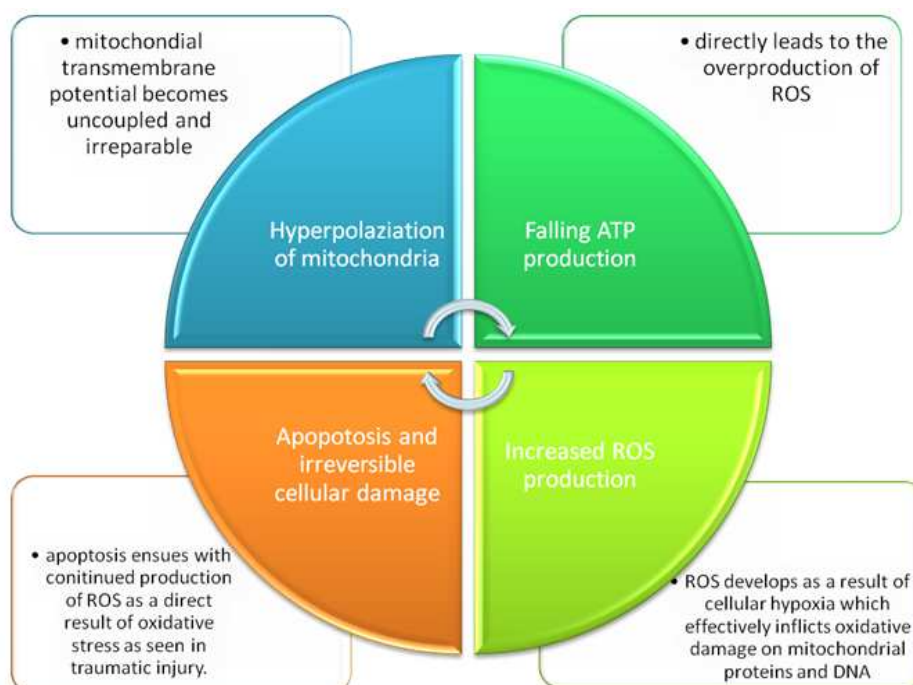 • mitochondial
transmembrane
potential becomes
uncoupled and
irreparable
• directly leads to the
overproduction of
ROS
Hyperpolaziation
of mitochondria
Falling ATP
production
Apopotosis and
irreversible
cellular damage
Increased ROS
production
• apoptosis ensues with
conitinued production
of ROS as a direct
result of oxidative
stress as seen in
traumatic injury.
• ROS develops as a result of
cellular hypoxia which
effectively inflicts oxidative
damage on mitochondrial
proteins and DNA